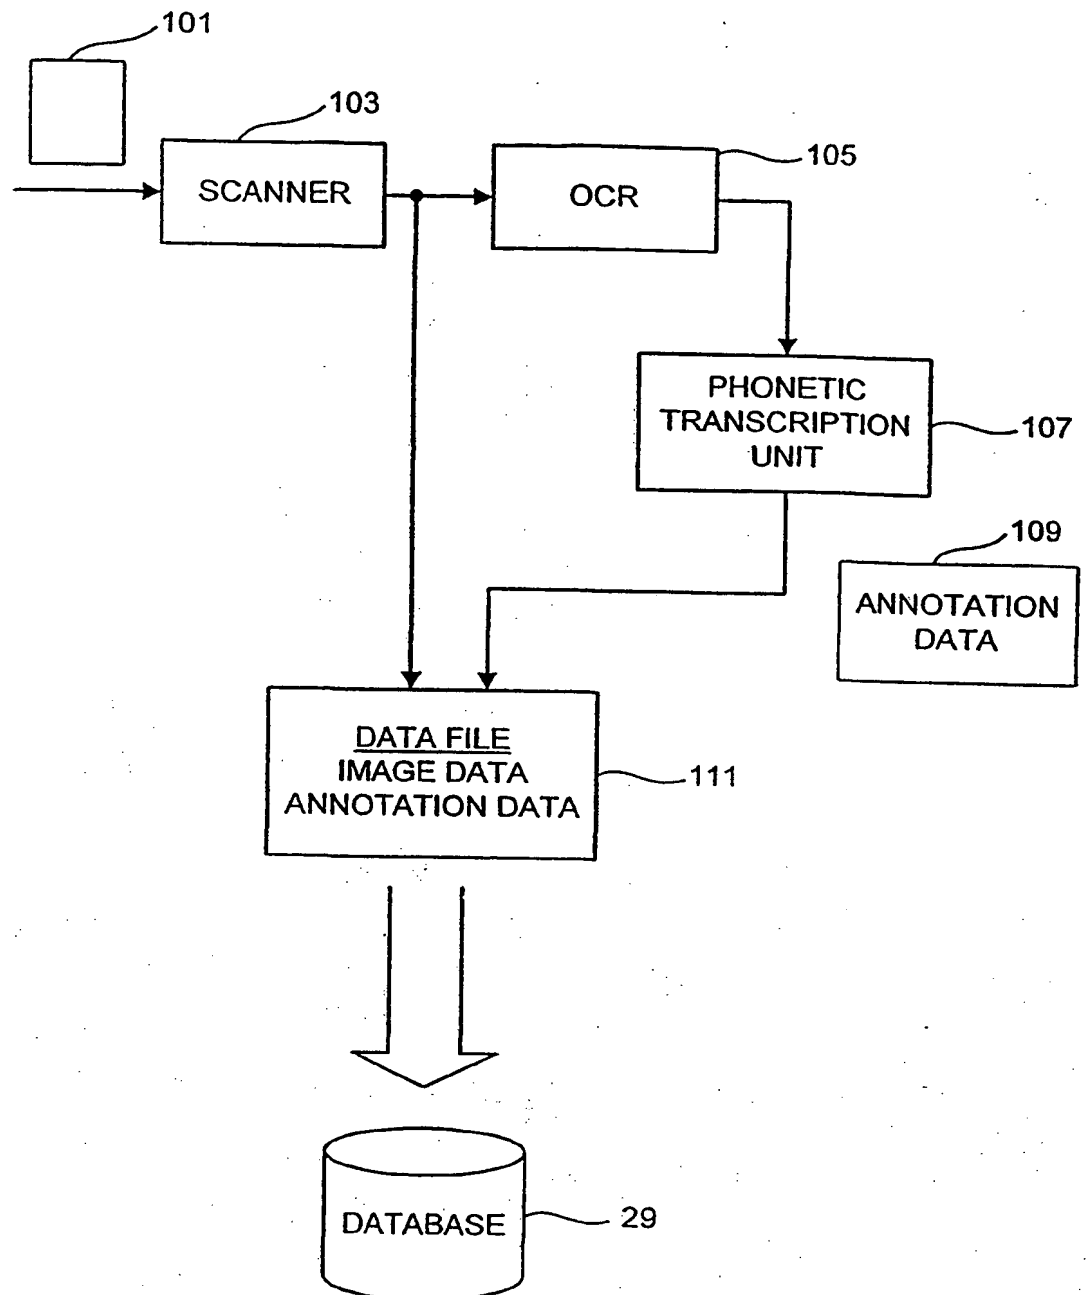 101
103
SCANNER
OCR
105
PHONETIC
TRANSCRIPTION
UNIT
107
109
ANNOTATION
DATA
DATA FILE
IMAGE DATA
ANNOTATION DATA
111
DATABASE
29